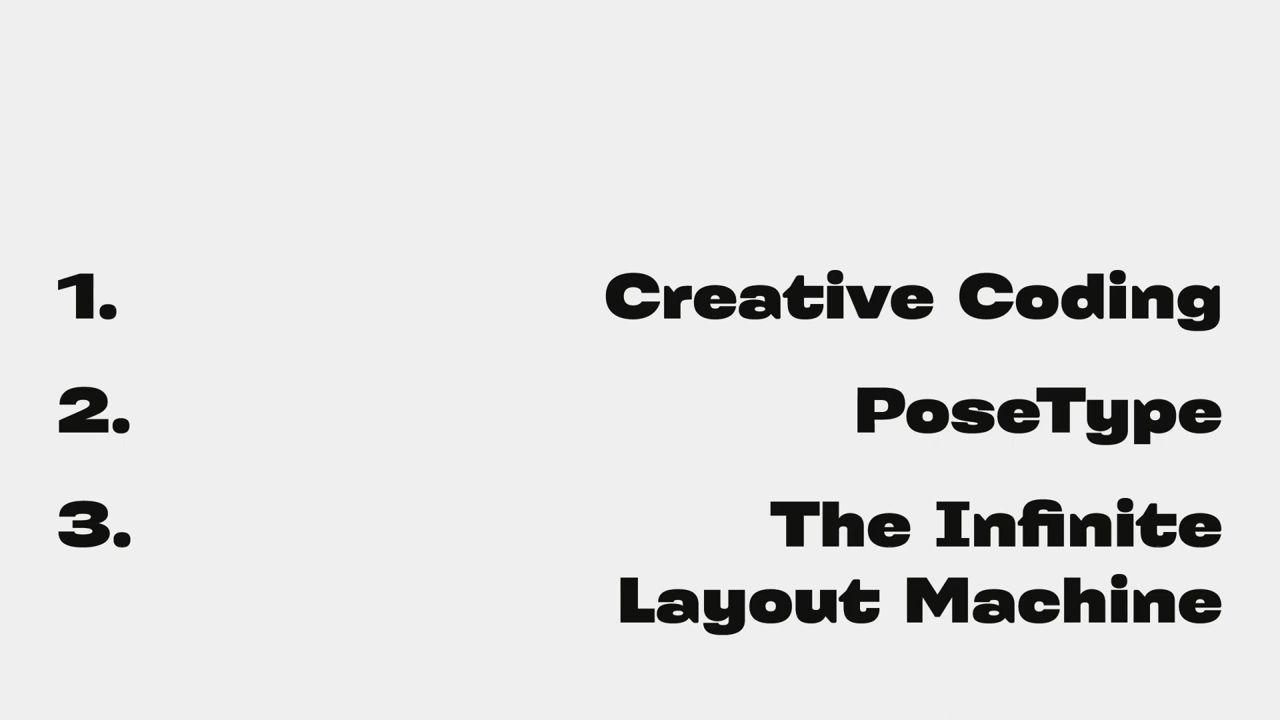 1. Creative Coding
2. PoseType
3. The Infinite
Layout Machine